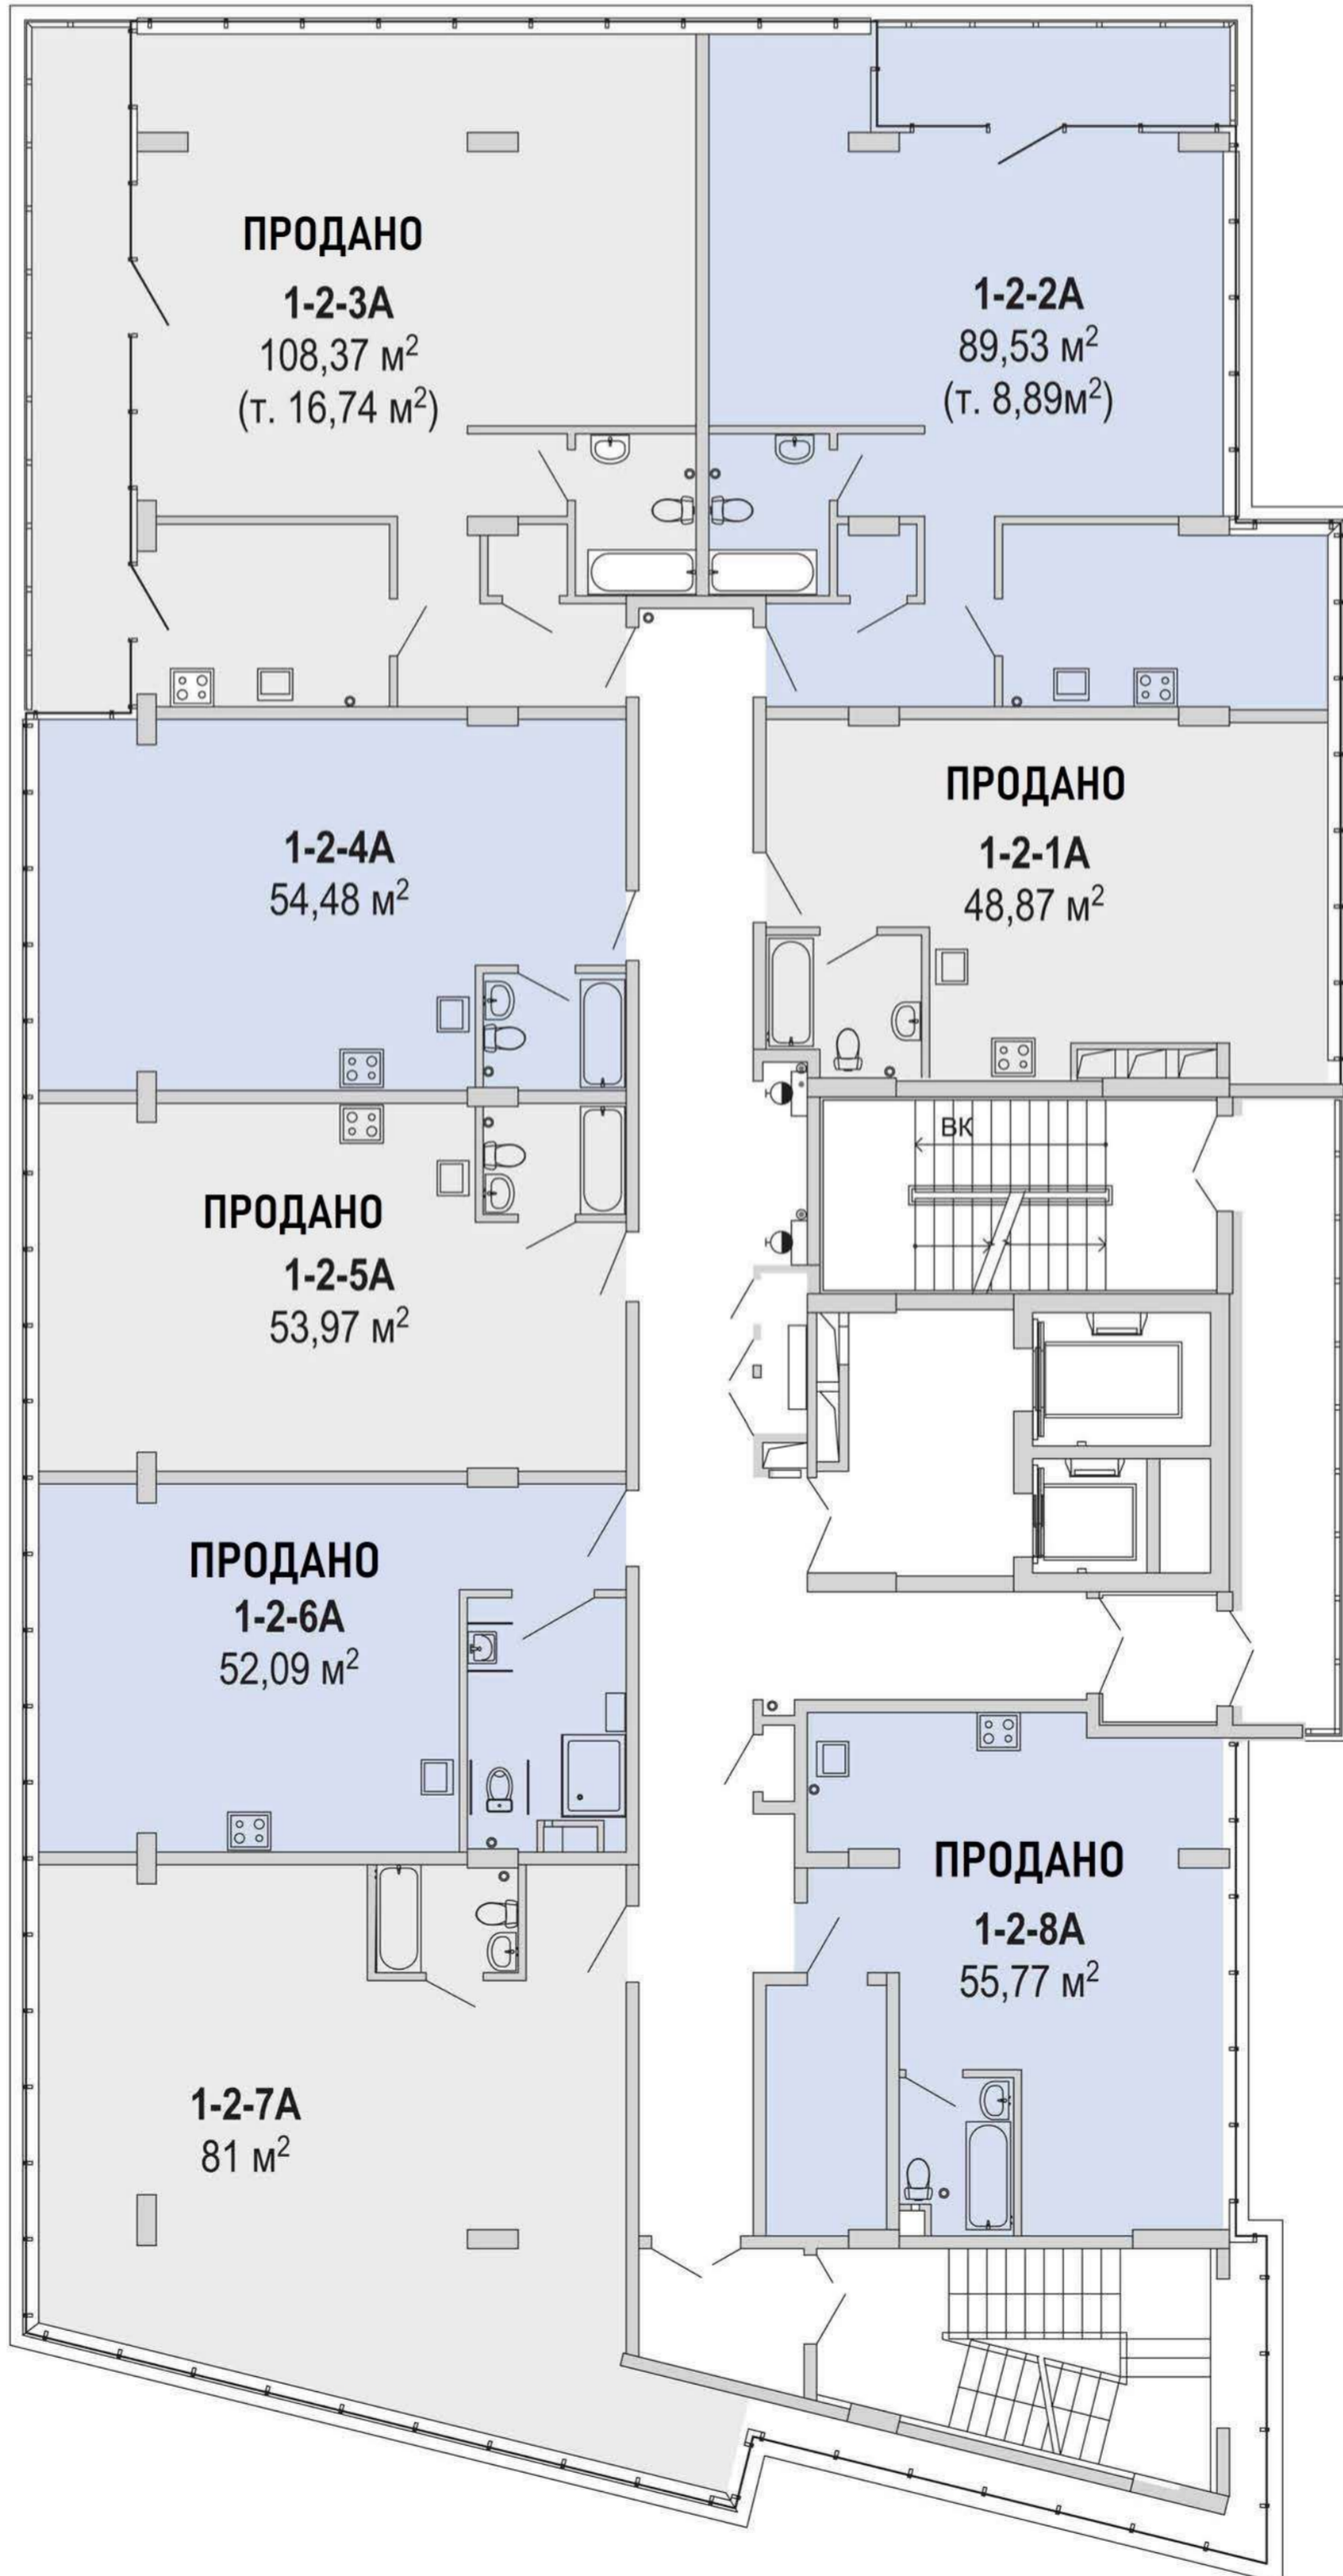 ПРОДАНО
1-2-3А
108,37 м²
(т. 16,74 м²)
1-2-2А
89,53 м²
(т. 8,89м²)
1-2-4А
54,48 м²
ПРОДАНО
1-2-1А
48,87 м²
ВК
ПРОДАНО
1-2-5А
53,97 м²
ПРОДАНО
1-2-6А
52,09 м²
ПРОДАНО
1-2-8А
55,77 м²
1-2-7А
81 м²